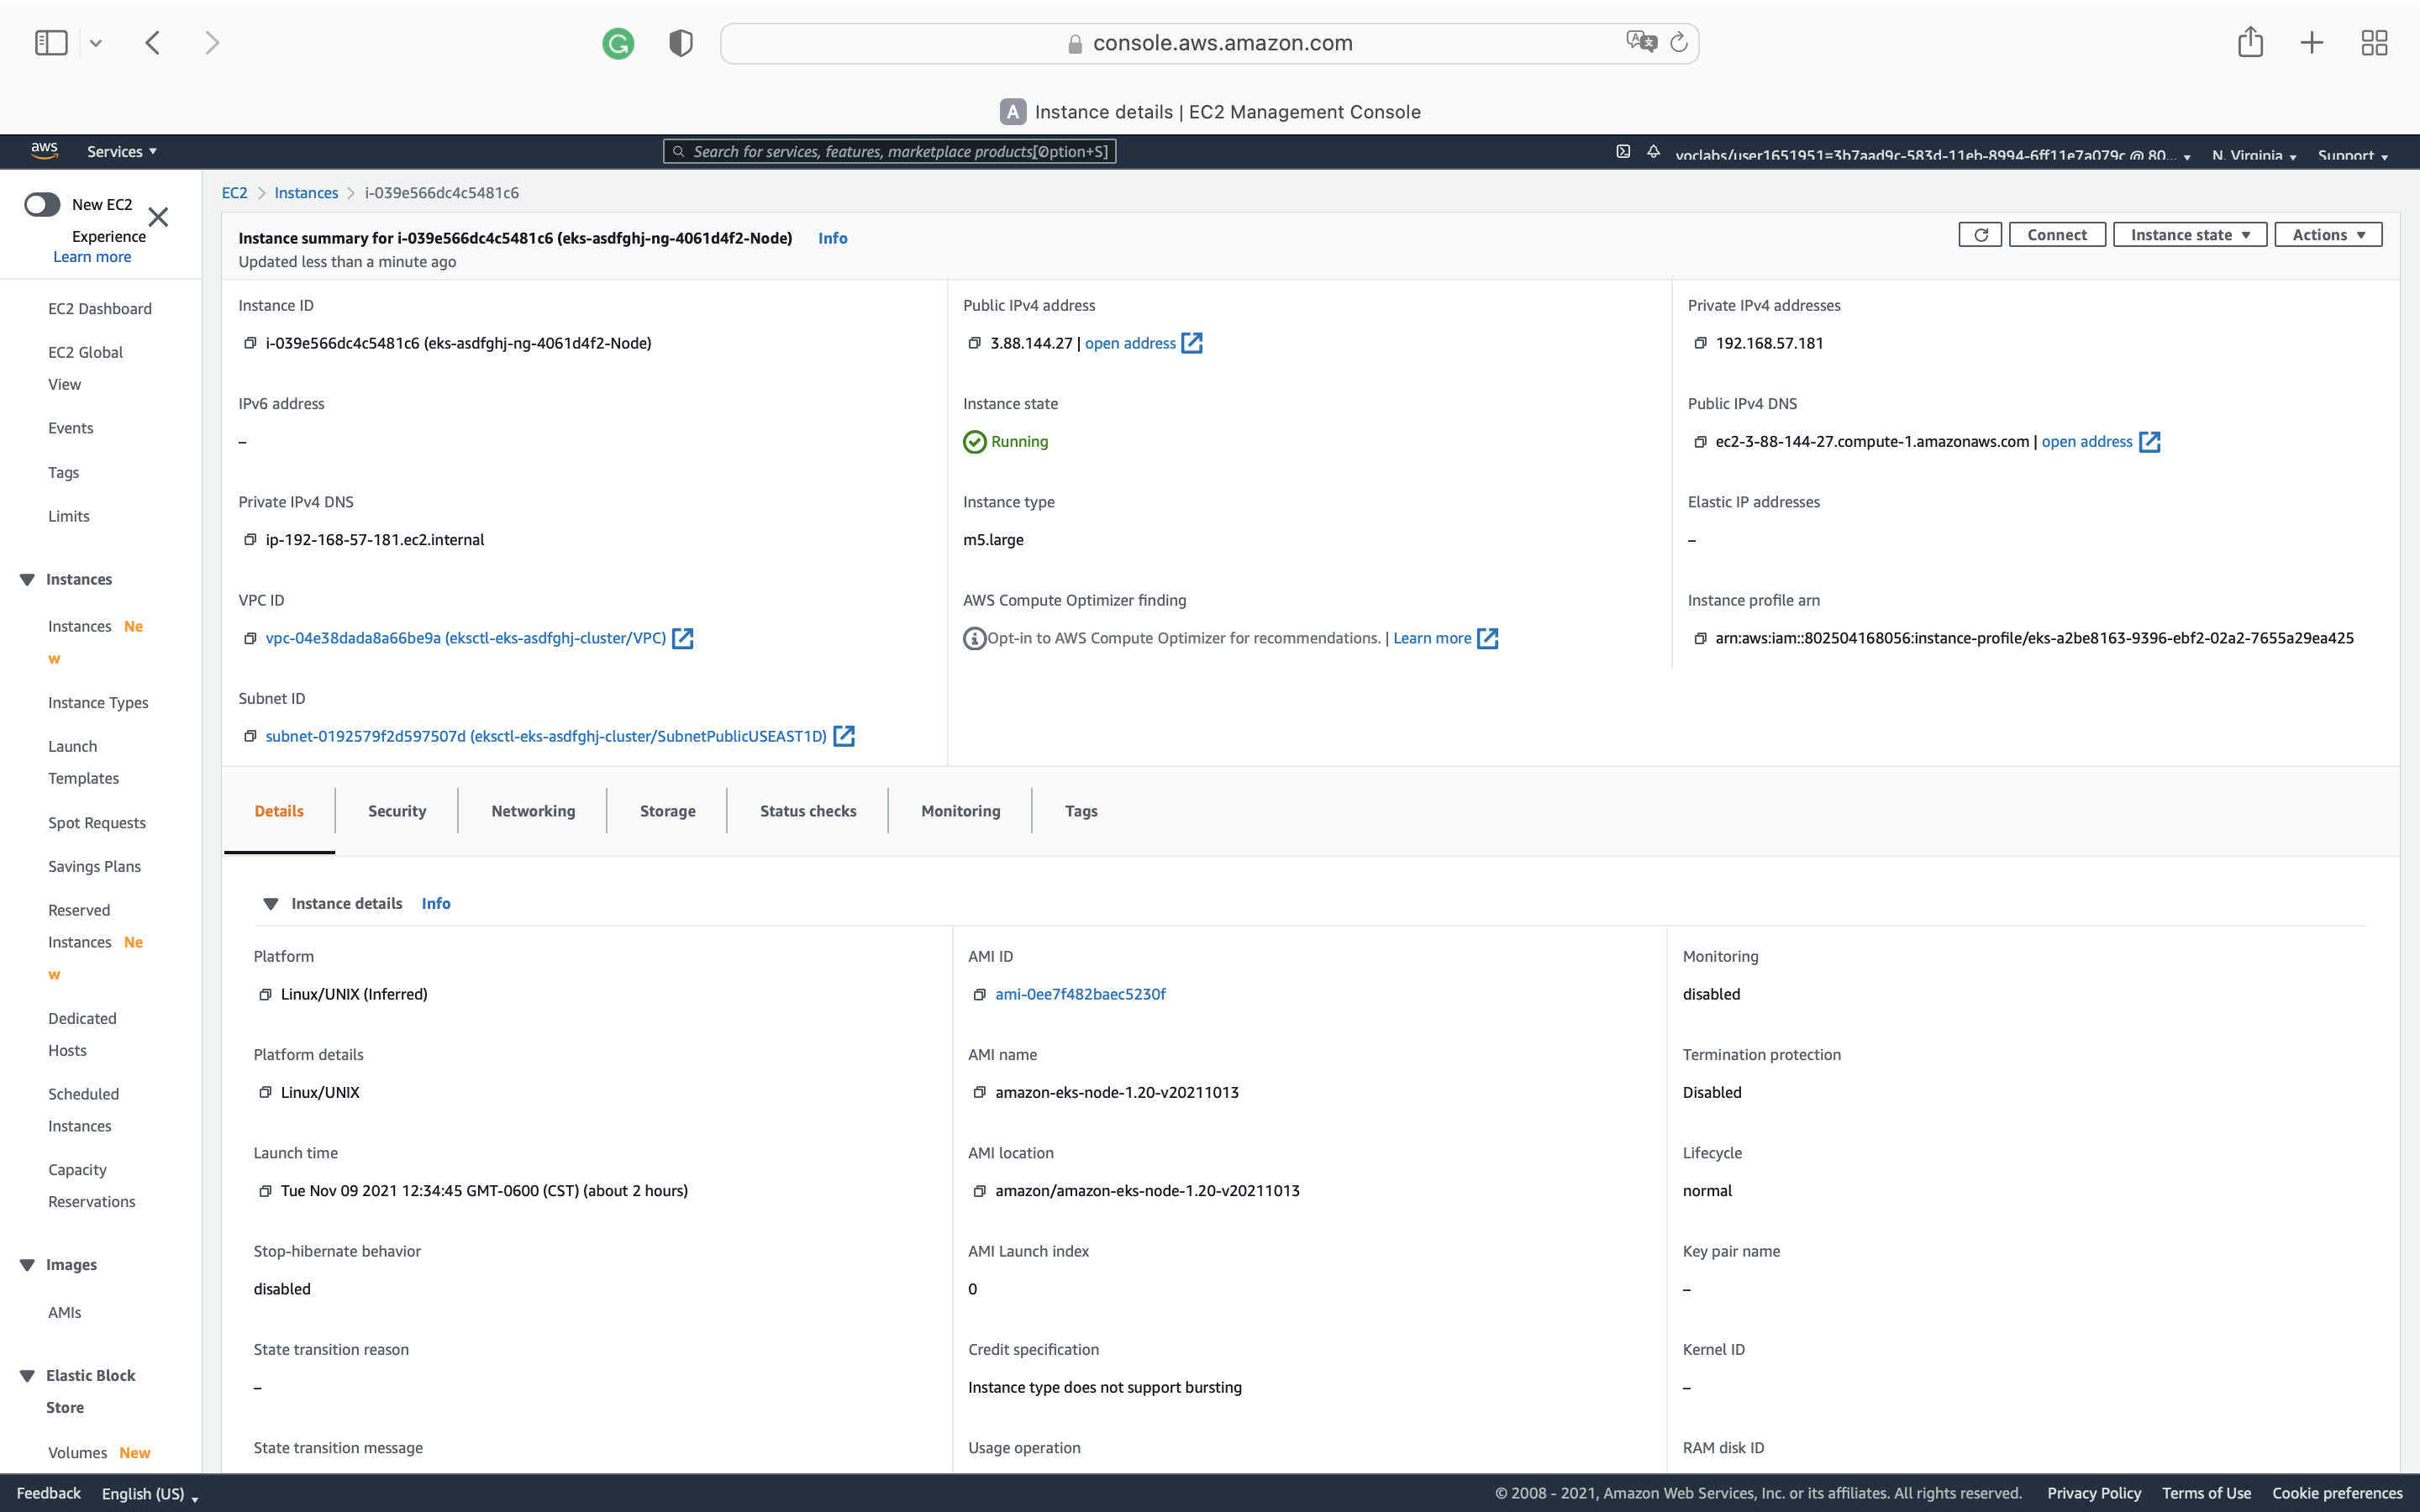 console.aws.amazon.com
A Instance details | EC2 Management Console
aws Services Search for services, features, marketplace products[Option+S] voclabs/user1651951=3b7aad9c-583d-11eb-8994-6ff11e7a079c @ 80... N. Virginia Support
New EC2
Experience
Learn more
EC2 Dashboard
EC2 Global
View
Events
Tags
Limits
Instances
Instances Ne
w
Instance Types
Launch
Templates
Spot Requests
Savings Plans
Reserved
Instances Ne
w
Dedicated
Hosts
Scheduled
Instances
Capacity
Reservations
Images
AMIs
Elastic Block
Store
Volumes New
EC2 > Instances > i-039e566dc4c5481c6
Instance summary for i-039e566dc4c5481c6 (eks-asdfghj-ng-4061d4f2-Node) Info
Updated less than a minute ago
Connect Instance state Actions
Instance ID
i-039e566dc4c5481c6 (eks-asdfghj-ng-4061d4f2-Node)
Public IPv4 address
3.88.144.27 | open address
Private IPv4 addresses
192.168.57.181
IPv6 address
–
Instance state
Running
Public IPv4 DNS
ec2-3-88-144-27.compute-1.amazonaws.com | open address
Private IPv4 DNS
ip-192-168-57-181.ec2.internal
Instance type
m5.large
Elastic IP addresses
–
VPC ID
vpc-04e38dada8a66be9a (eksctl-eks-asdfghj-cluster/VPC)
AWS Compute Optimizer finding
Opt-in to AWS Compute Optimizer for recommendations. | Learn more
Instance profile arn
arn:aws:iam::802504168056:instance-profile/eks-a2be8163-9396-ebf2-02a2-7655a29ea425
Subnet ID
subnet-0192579f2d597507d (eksctl-eks-asdfghj-cluster/SubnetPublicUSEAST1D)
Details Security Networking Storage Status checks Monitoring Tags
Instance details Info
Platform
Linux/UNIX (Inferred)
AMI ID
ami-0ee7f482baec5230f
Monitoring
disabled
Platform details
Linux/UNIX
AMI name
amazon-eks-node-1.20-v20211013
Termination protection
Disabled
Launch time
Tue Nov 09 2021 12:34:45 GMT-0600 (CST) (about 2 hours)
AMI location
amazon/amazon-eks-node-1.20-v20211013
Lifecycle
normal
Stop-hibernate behavior
disabled
AMI Launch index
0
Key pair name
–
State transition reason
–
Credit specification
Instance type does not support bursting
Kernel ID
–
State transition message
Usage operation
RAM disk ID
Feedback English (US) © 2008 - 2021, Amazon Web Services, Inc. or its affiliates. All rights reserved. Privacy Policy Terms of Use Cookie preferences